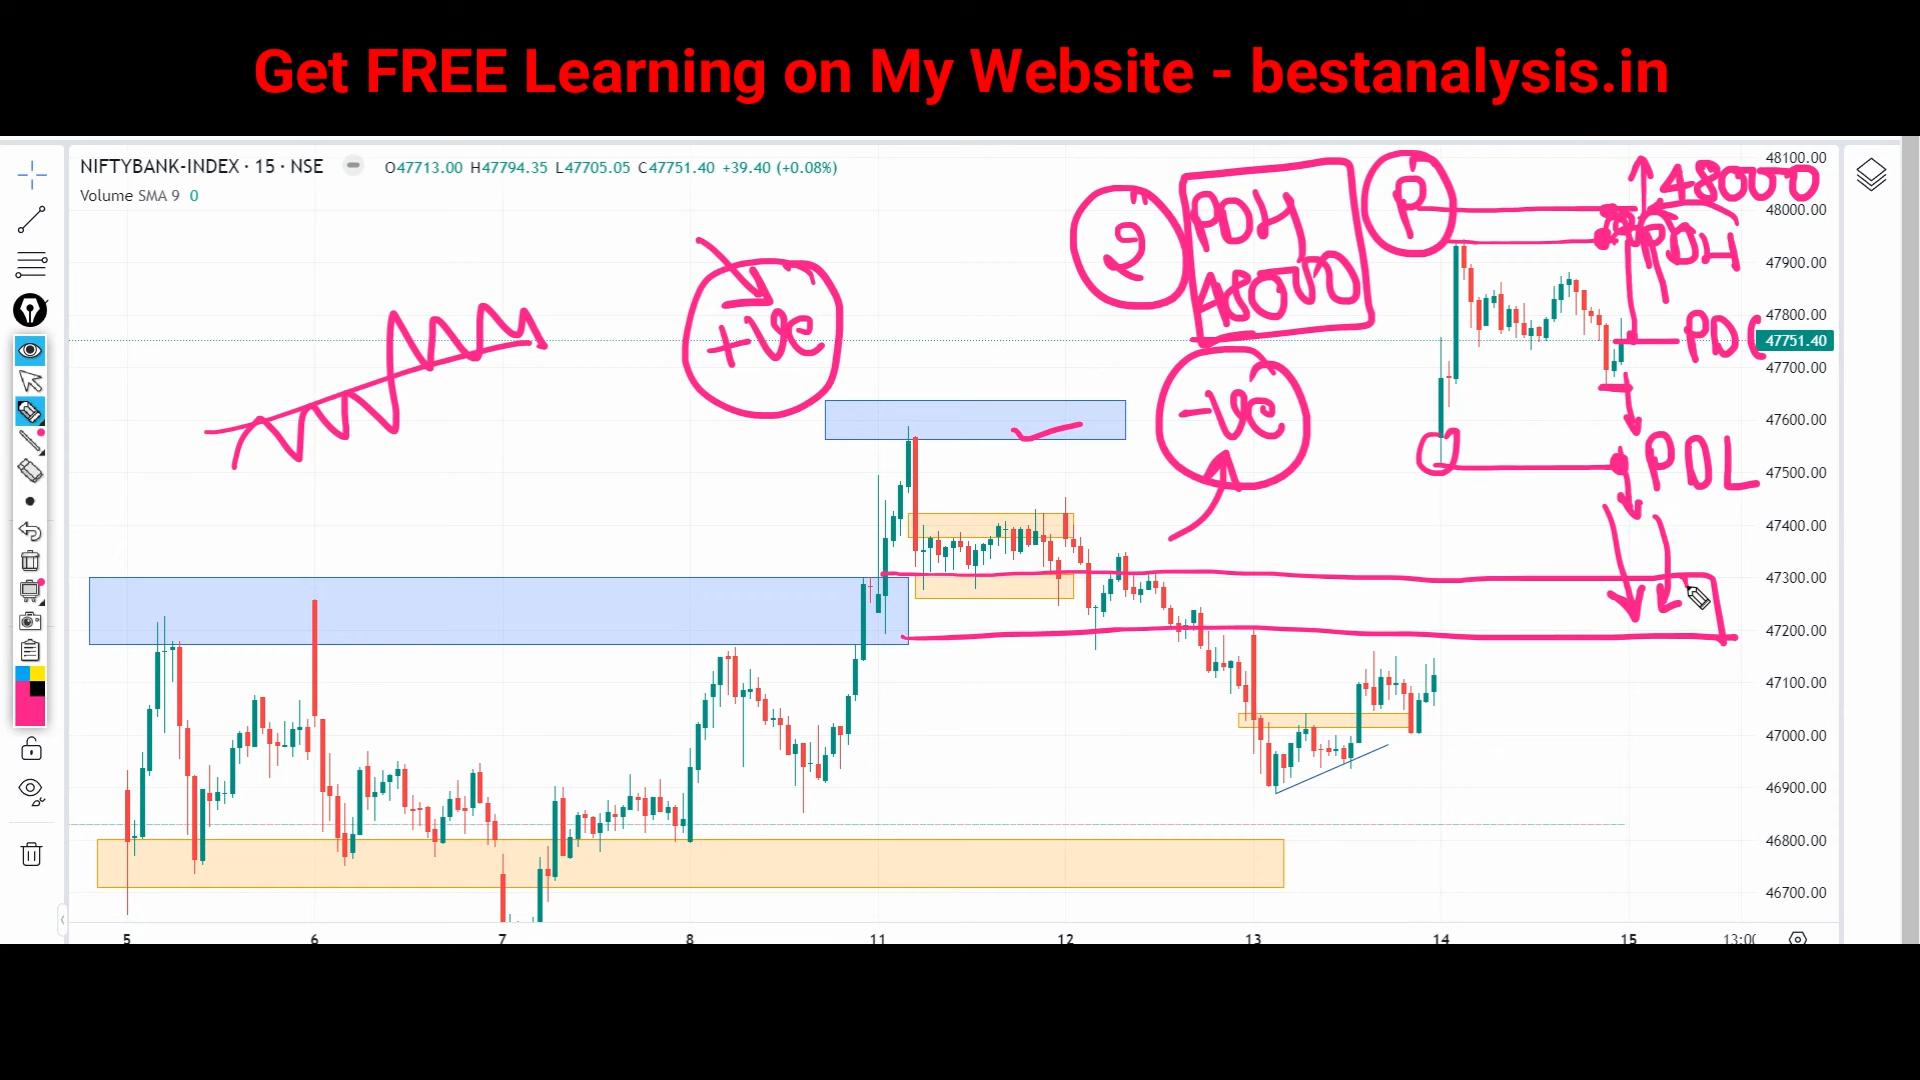 Get FREE Learning on My Website - bestanalysis.in
NIFTYBANK-INDEX · 15 · NSE O47713.00 H47794.35 L47705.05 C47751.40 +39.40 (+0.08%)
Volume SMA 9 0
48100.00
48000.00
47900.00
47800.00
47751.40
47700.00
47600.00
47500.00
47400.00
47300.00
47200.00
47100.00
47000.00
46900.00
46800.00
46700.00
+ve
2
PDH
48000
P
48000
PDH
PDC
-ve
PDL
5 6 7 8 11 12 13 14 15